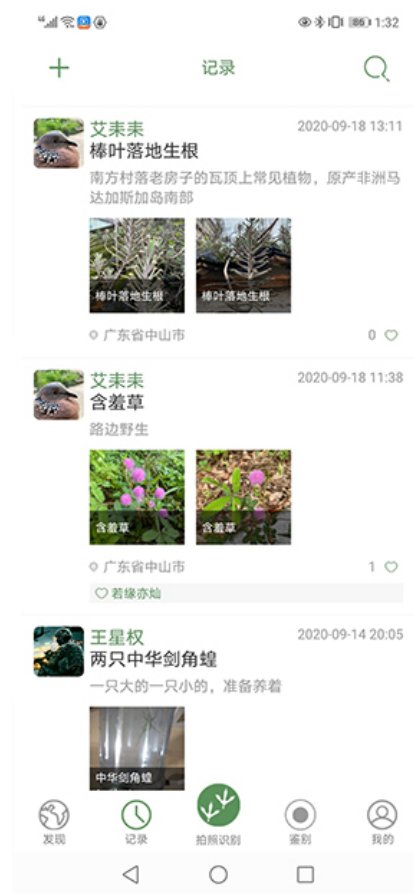 86 1:32
记录
艾耒耒
2020-09-18 13:11
棒叶落地生根
南方村落老房子的瓦顶上常见植物，原产非洲马
达加斯加岛南部
棒叶落地生根
棒叶落地生根
广东省中山市
0
艾耒耒
2020-09-18 11:38
含羞草
路边野生
含羞草
含羞草
广东省中山市
1
若缘亦灿
王星权
2020-09-14 20:05
两只中华剑角蝗
一只大的一只小的，准备养着
中华剑角蝗
发现
记录
拍照识别
鉴别
我的